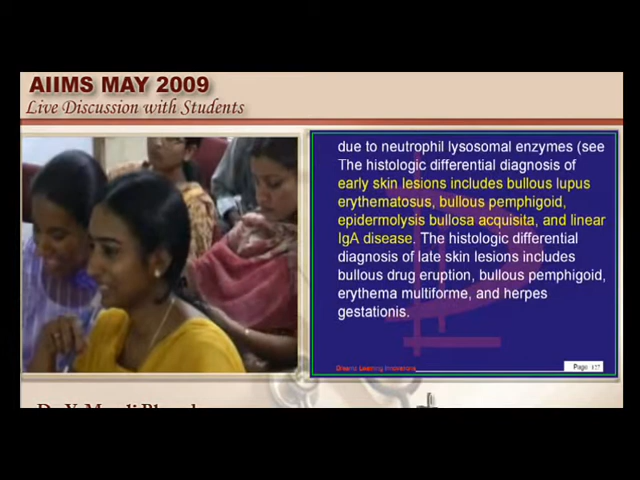 AIIMS MAY 2009
Live Discussion with Students
due to neutrophil lysosomal enzymes (see
The histologic differential diagnosis of
early skin lesions includes bullous lupus
erythematosus, bullous pemphigoid,
epidermolysis bullosa acquisita, and linear
IgA disease. The histologic differential
diagnosis of late skin lesions includes
bullous drug eruption, bullous pemphigoid,
erythema multiforme, and herpes
gestationis.
Page